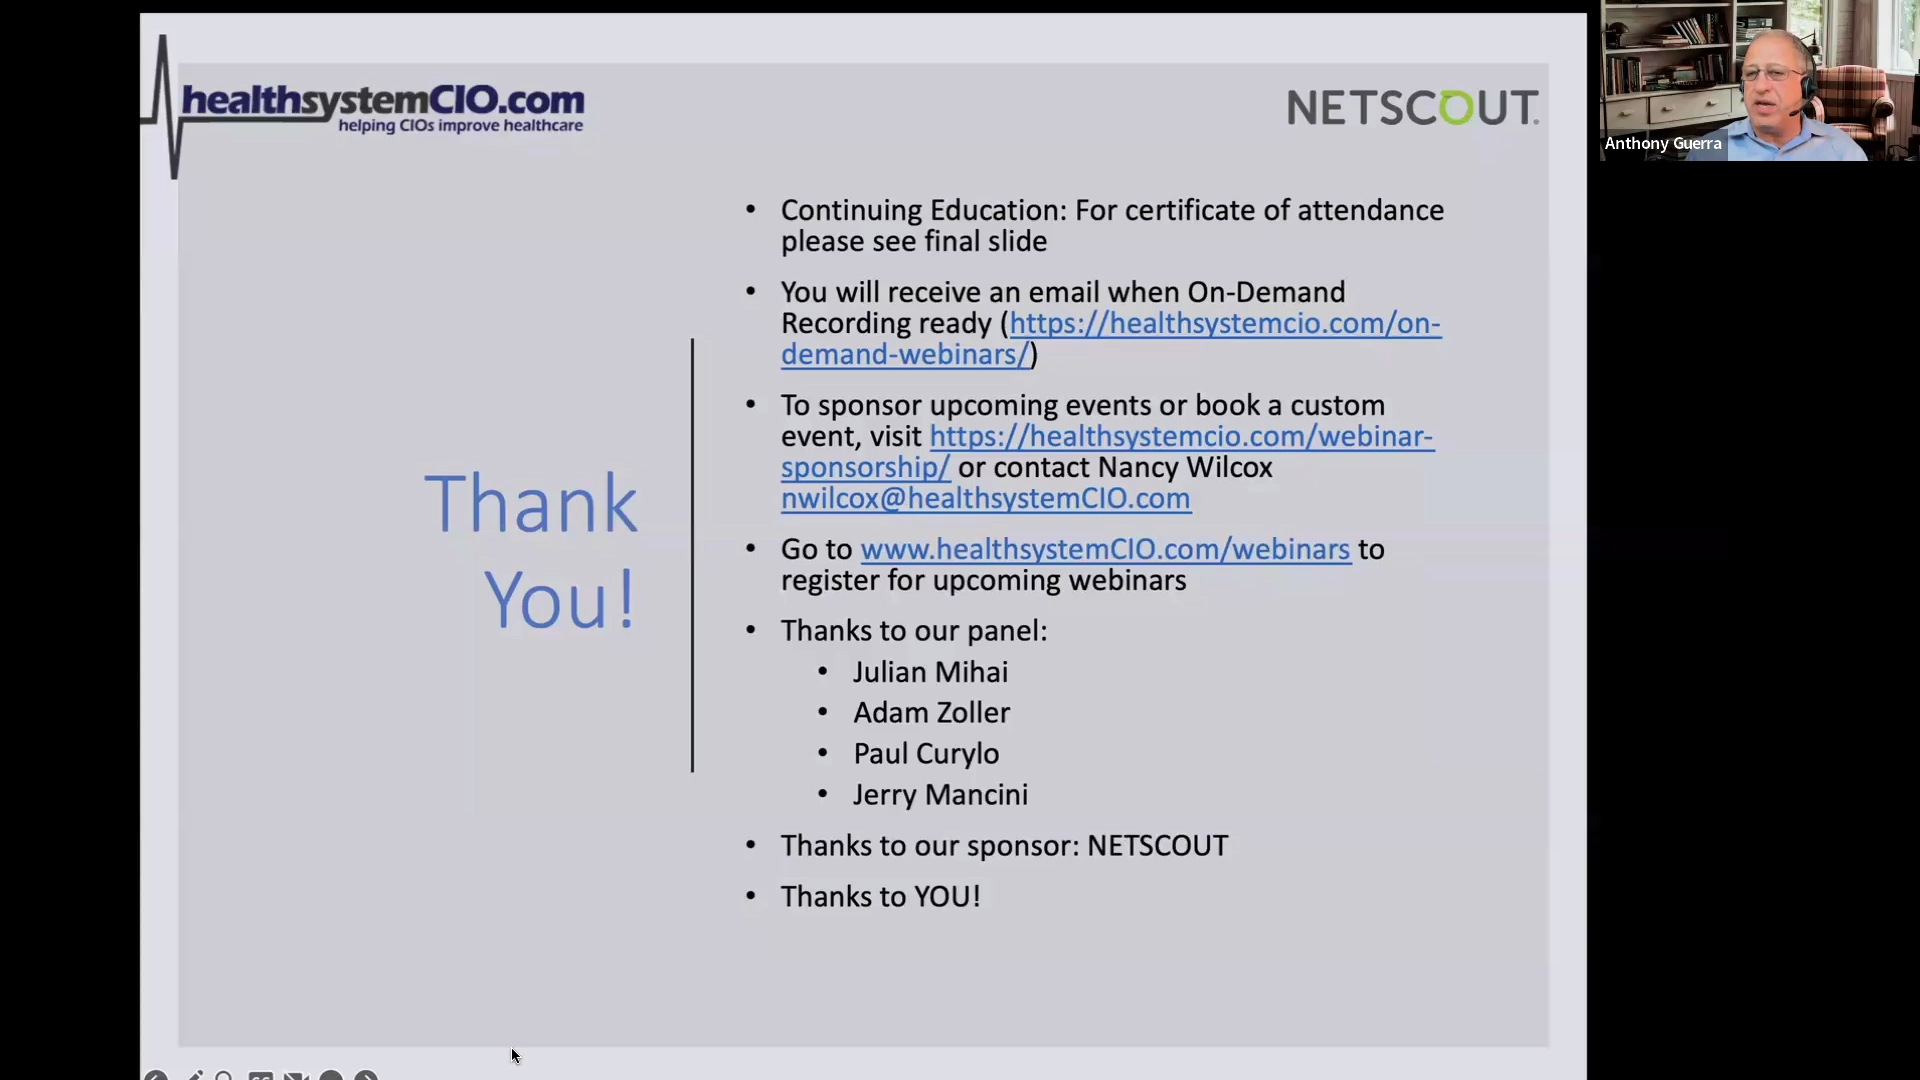 healthsystemCIO.com
helping CIOs improve healthcare
NETSCOUT.
Anthony Guerra
Thank
You!
• Continuing Education: For certificate of attendance
please see final slide
• You will receive an email when On-Demand
Recording ready (https://healthsystemcio.com/on-
demand-webinars/)
• To sponsor upcoming events or book a custom
event, visit https://healthsystemcio.com/webinar-
sponsorship/ or contact Nancy Wilcox
nwilcox@healthsystemCIO.com
• Go to www.healthsystemCIO.com/webinars to
register for upcoming webinars
• Thanks to our panel:
• Julian Mihai
• Adam Zoller
• Paul Curylo
• Jerry Mancini
• Thanks to our sponsor: NETSCOUT
• Thanks to YOU!